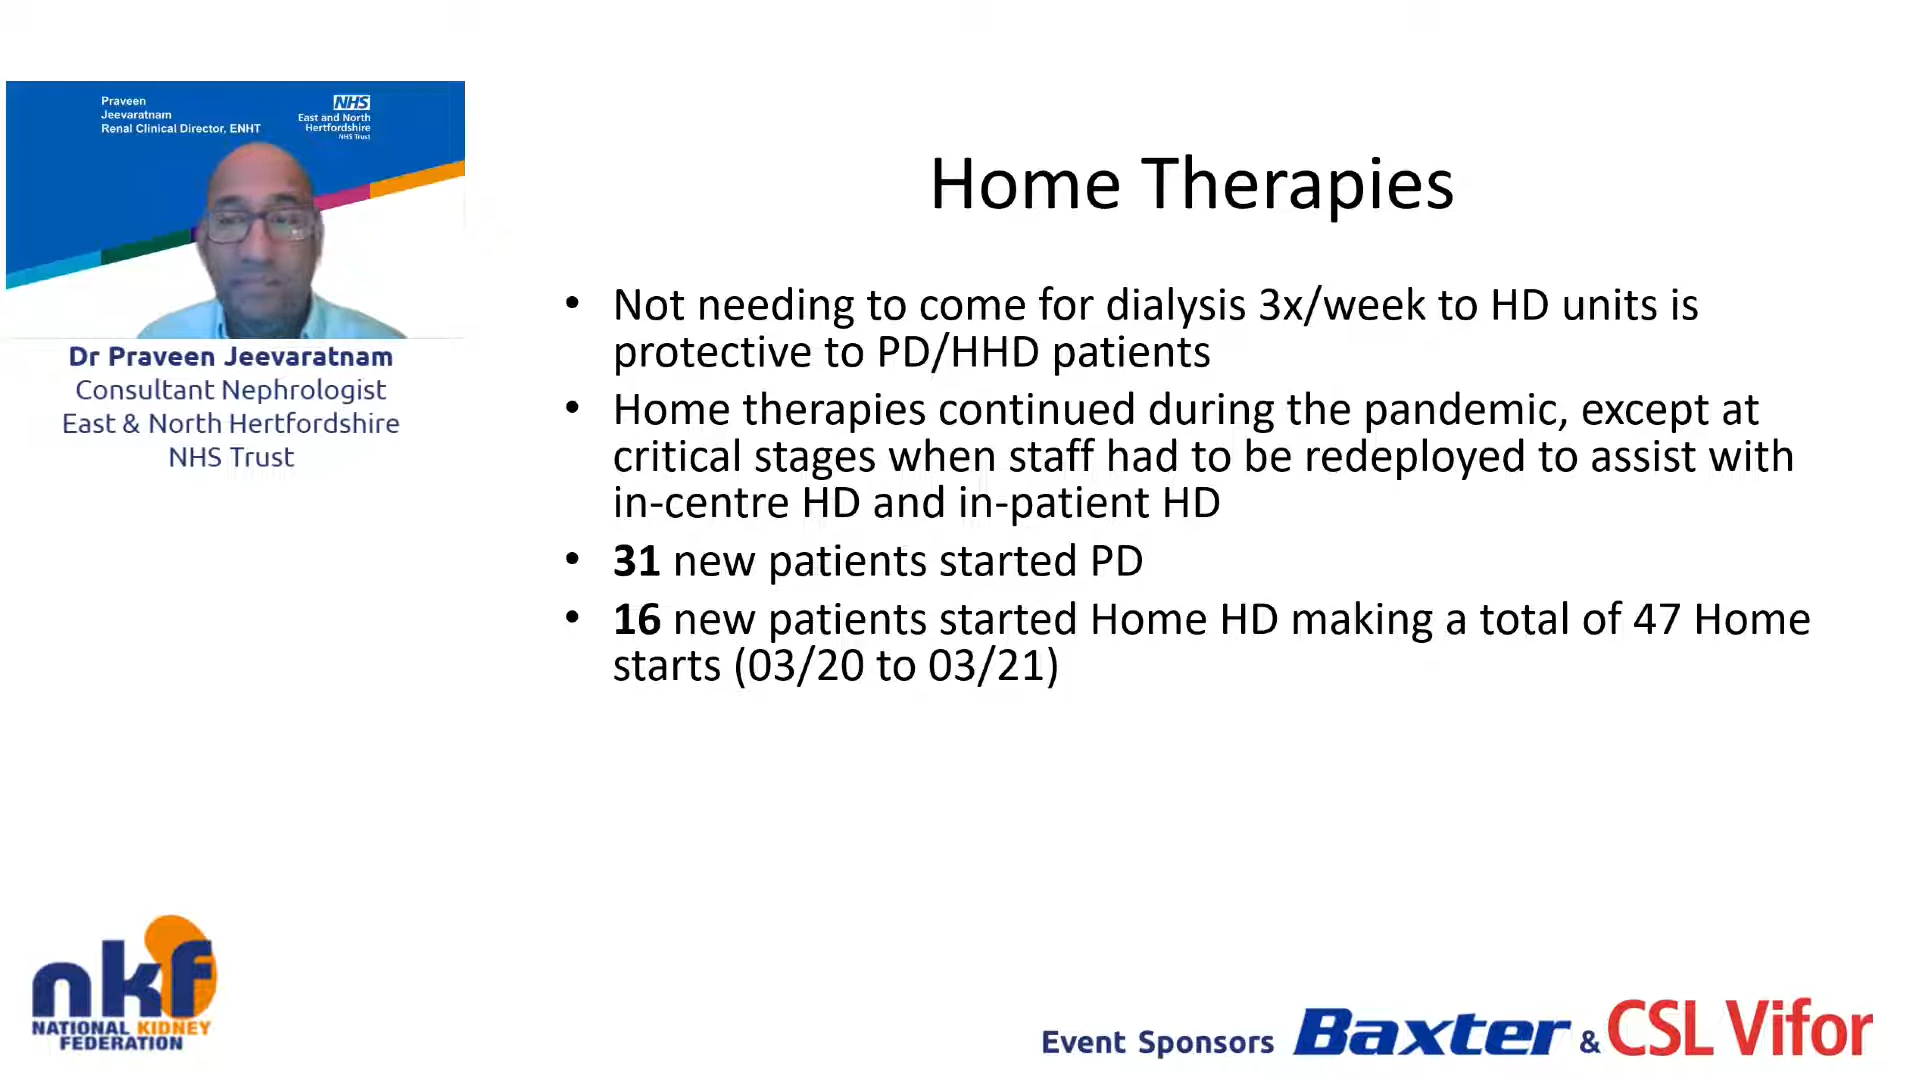 Praveen
Jeevaratnam
Renal Clinical Director, ENHT
NHS
East and North
Hertfordshire
NHS Trust
Dr Praveen Jeevaratnam
Consultant Nephrologist
East & North Hertfordshire
NHS Trust
Home Therapies
• Not needing to come for dialysis 3x/week to HD units is
protective to PD/HHD patients
• Home therapies continued during the pandemic, except at
critical stages when staff had to be redeployed to assist with
in-centre HD and in-patient HD
• 31 new patients started PD
• 16 new patients started Home HD making a total of 47 Home
starts (03/20 to 03/21)
nkf
NATIONAL KIDNEY
FEDERATION
Event Sponsors Baxter & CSL Vifor